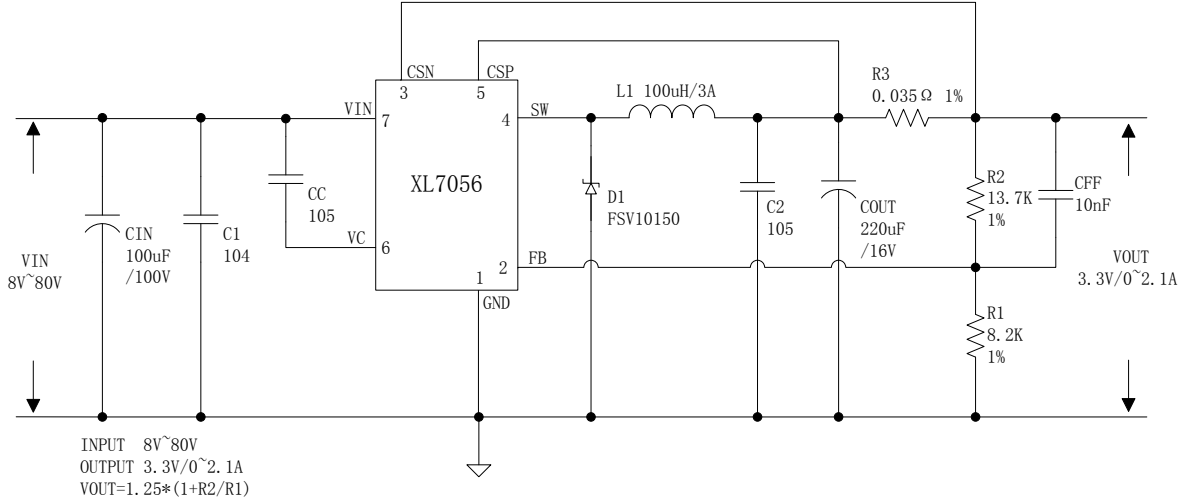 CSN
CSP
3
5
R3
0.035Ω 1%
L1 100uH/3A
VIN
7
4
SW
XL7056
CC
105
D1
FSV10150
C2
105
COUT
220uF
/16V
R2
13.7K
1%
CFF
10nF
CIN
100uF
/100V
C1
104
VC
6
2
FB
VIN
8V~80V
VOUT
3.3V/0~2.1A
1
GND
R1
8.2K
1%
INPUT 8V~80V
OUTPUT 3.3V/0~2.1A
VOUT=1.25*(1+R2/R1)